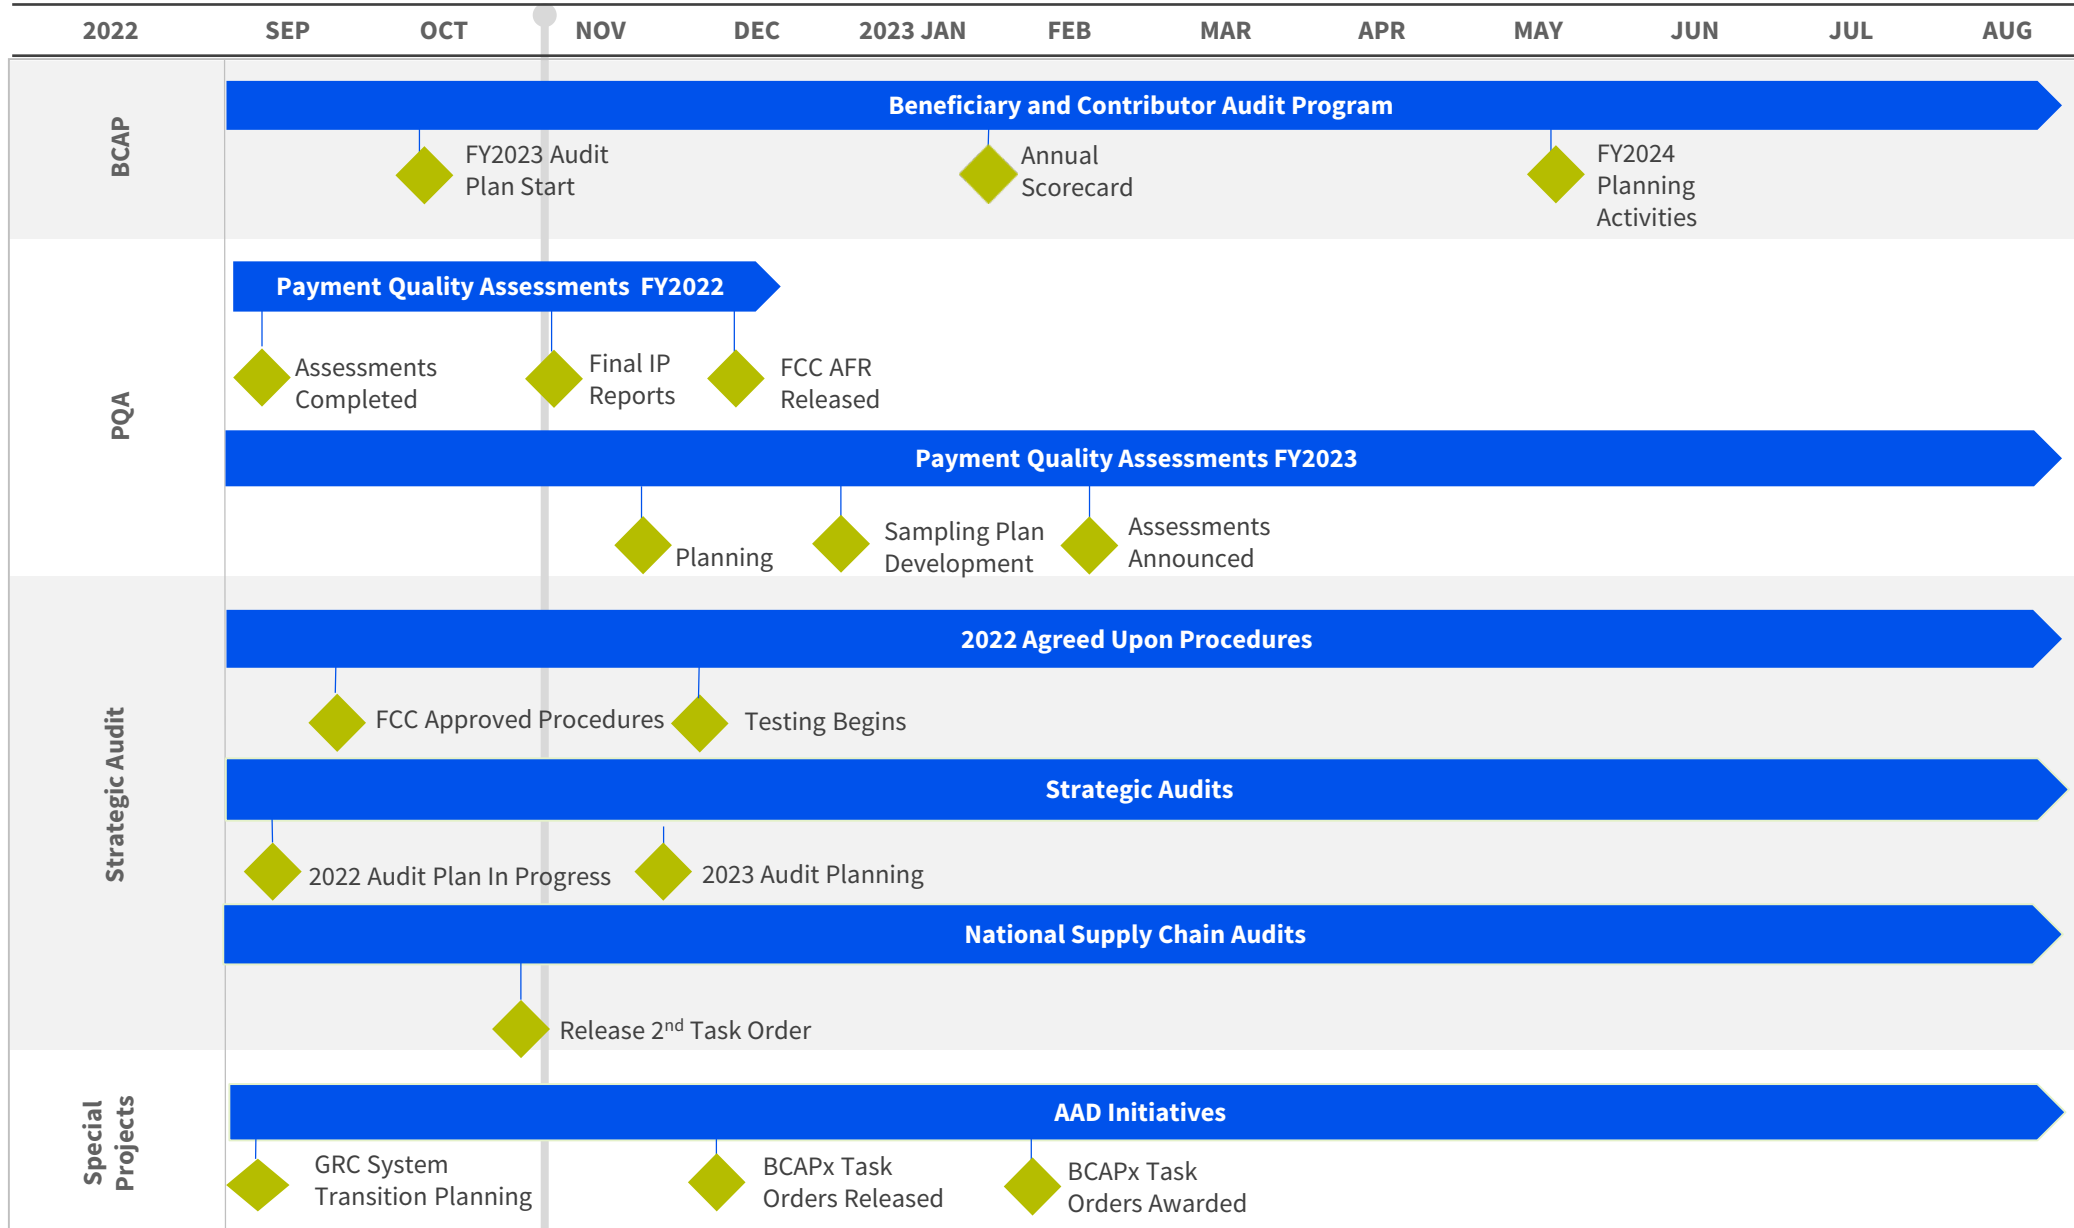 2022 SEP OCT NOV DEC 2023 JAN FEB MAR APR MAY JUN JUL AUG
BCAP
Beneficiary and Contributor Audit Program
FY2023 Audit
Plan Start
Annual
Scorecard
FY2024
Planning
Activities
PQA
Payment Quality Assessments FY2022
Assessments
Completed
Final IP
Reports
FCC AFR
Released
Payment Quality Assessments FY2023
Planning
Sampling Plan
Development
Assessments
Announced
Strategic Audit
2022 Agreed Upon Procedures
FCC Approved Procedures
Testing Begins
Strategic Audits
2022 Audit Plan In Progress
2023 Audit Planning
National Supply Chain Audits
Release 2nd Task Order
Special
Projects
AAD Initiatives
GRC System
Transition Planning
BCAPx Task
Orders Released
BCAPx Task
Orders Awarded